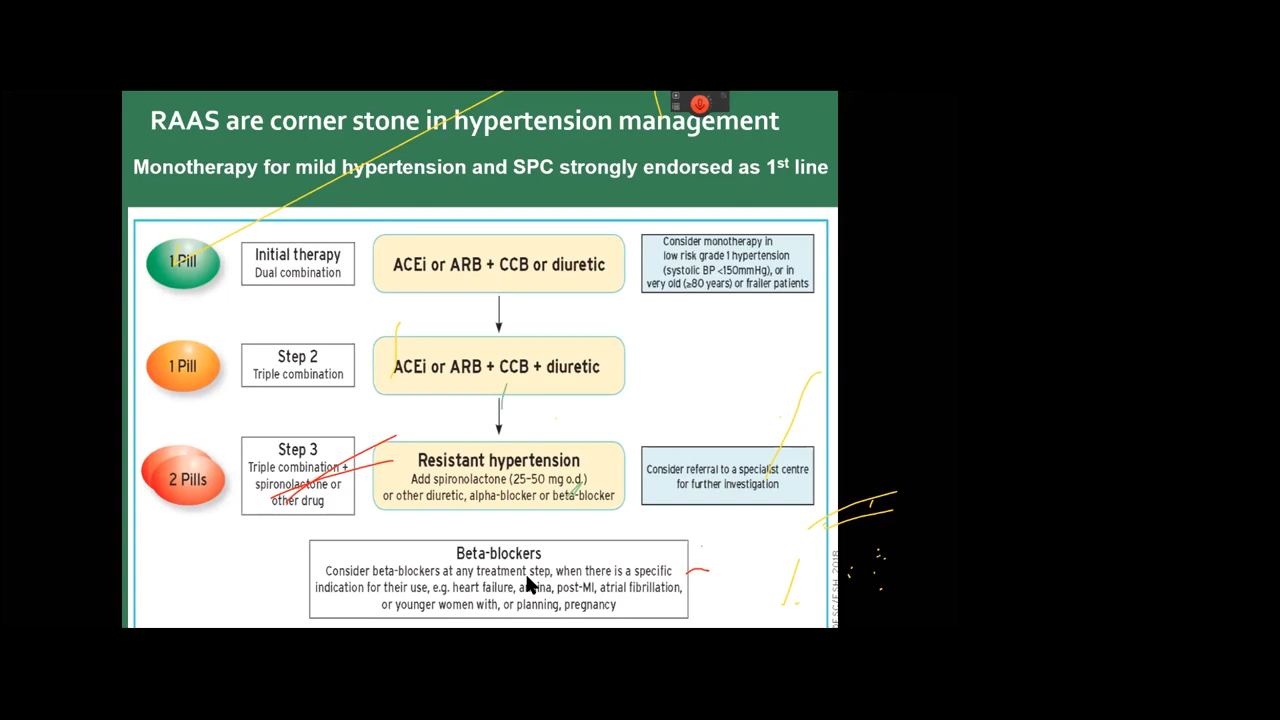 RAAS are corner stone in hypertension management
Monotherapy for mild hypertension and SPC strongly endorsed as 1st line
1 Pill
Initial therapy
Dual combination
ACEi or ARB + CCB or diuretic
Consider monotherapy in
low risk grade 1 hypertension
(systolic BP <150mmHg), or in
very old (≥80 years) or frailer patients
1 Pill
Step 2
Triple combination
ACEi or ARB + CCB + diuretic
2 Pills
Step 3
Triple combination +
spironolactone or
other drug
Resistant hypertension
Add spironolactone (25-50 mg o.d.)
or other diuretic, alpha-blocker or beta-blocker
Consider referral to a specialist centre
for further investigation
Beta-blockers
Consider beta-blockers at any treatment step, when there is a specific
indication for their use, e.g. heart failure, angina, post-MI, atrial fibrillation,
or younger women with, or planning, pregnancy
ESC/ESH 2018